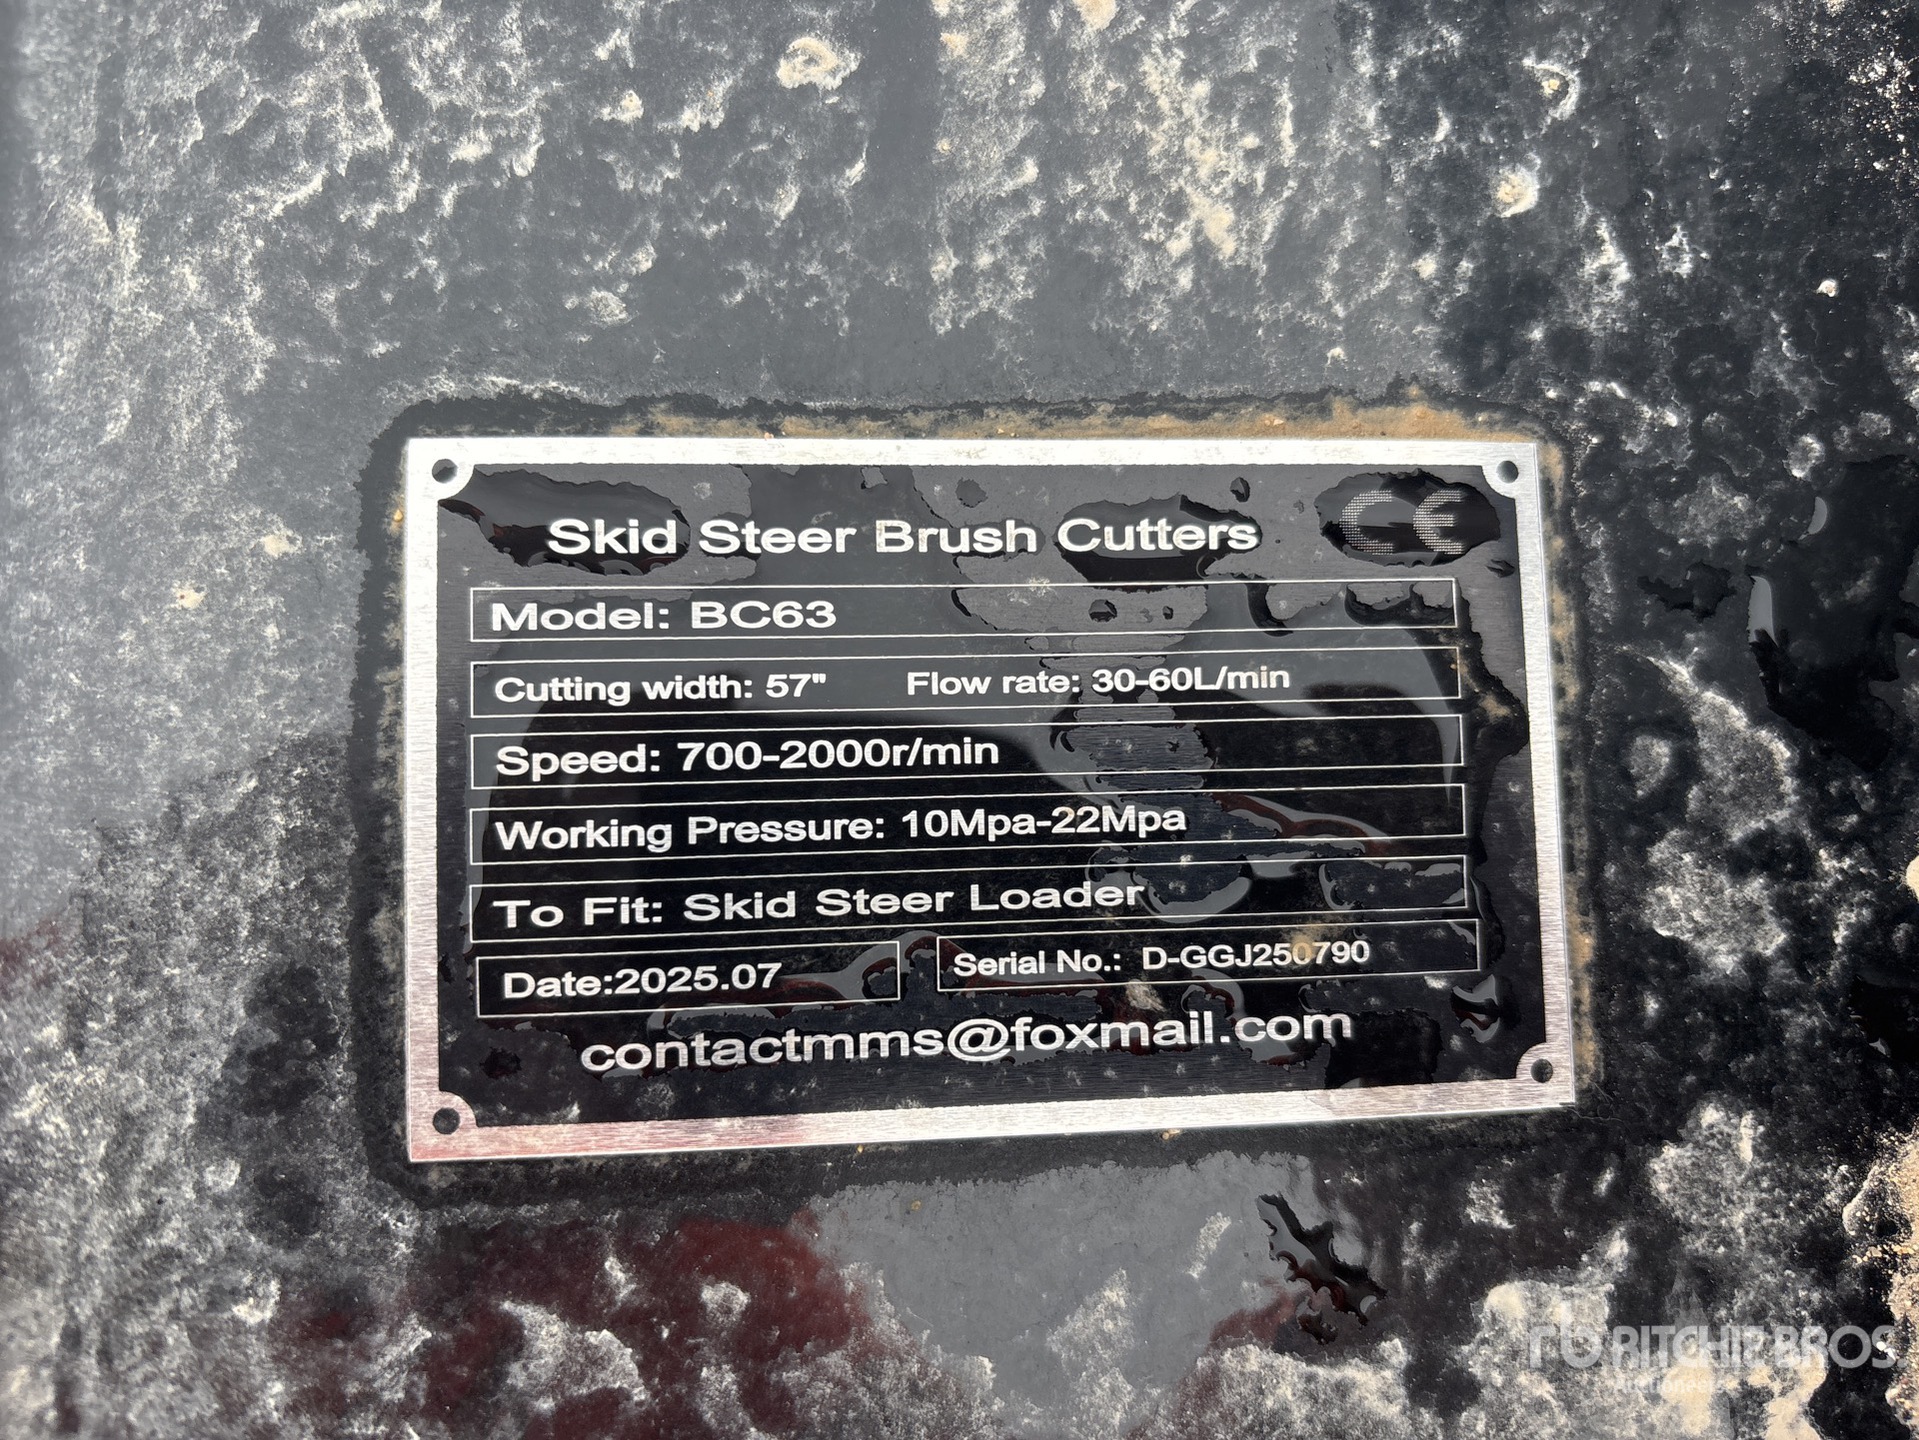 Skid Steer Brush Cutters CE
Model: BC63
Cutting width: 57" Flow rate: 30-60L/min
Speed: 700-2000r/min
Working Pressure: 10Mpa-22Mpa
To Fit: Skid Steer Loader
Date:2025.07 Serial No.: D-GGJ250790
contactmms@foxmail.com
rb RITCHIE BROS.
Auctioneers